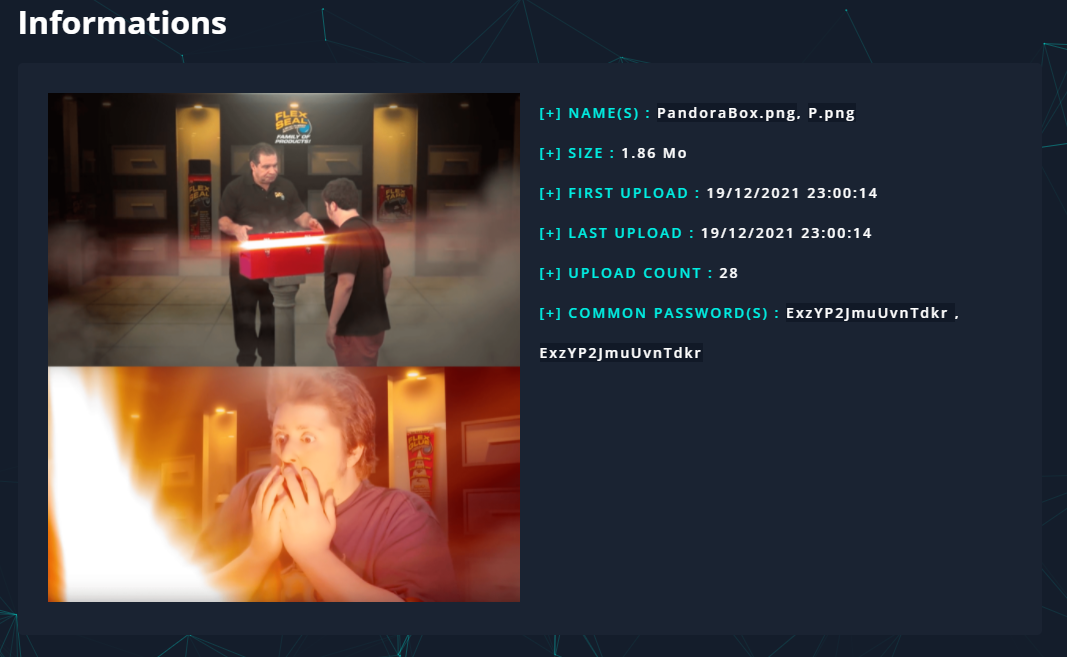 Informations
FLEX
SEAL
FAMILY OF
PRODUCTS!
[+] NAME(S) : PandoraBox.png, P.png
[+] SIZE : 1.86 Mo
[+] FIRST UPLOAD : 19/12/2021 23:00:14
[+] LAST UPLOAD : 19/12/2021 23:00:14
[+] UPLOAD COUNT : 28
[+] COMMON PASSWORD(S) : ExzYP2JmuUvnTdkr ,
ExzYP2JmuUvnTdkr